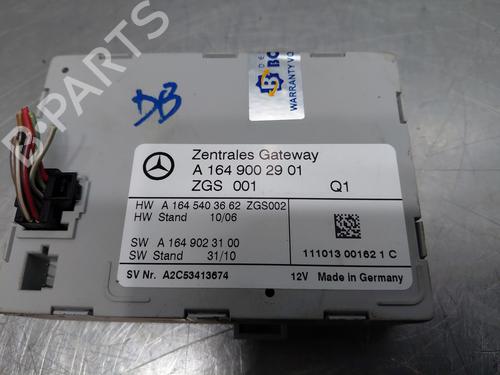 DB
WARRANTY VO
Zentrales Gateway
A 164 900 29 01
ZGS 001 Q1
HW A 164 540 36 62 ZGS002
HW Stand 10/06
SW A 164 902 31 00
SW Stand 31/10
111013 00162 1 C
SV Nr. A2C53413674 12V Made in Germany
B-PARTS